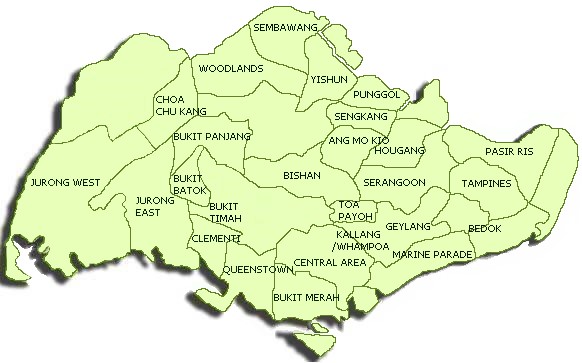 SEMBAWANG
WOODLANDS
YISHUN
PUNGGOL
CHOA
CHU KANG
SENGKANG
BUKIT PANJANG
ANG MO KIO
HOUGANG
PASIR RIS
JURONG WEST
BUKIT
BATOK
BISHAN
SERANGOON
TAMPINES
JURONG
EAST
BUKIT
TIMAH
TOA
PAYOH
GEYLANG
BEDOK
CLEMENTI
KALLANG
/WHAMPOA
MARINE PARADE
QUEENSTOWN
CENTRAL AREA
BUKIT MERAH